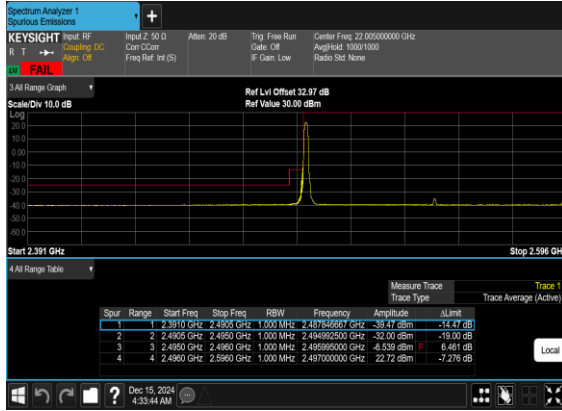 Spectrum Analyzer 1
Spurious Emissions
+
KEYSIGHT
R T
LXI FAIL
Input: RF
Coupling: DC
Align: Off
Input Z: 50 Ω
Corr CCorr
Freq Ref: Int (S)
Atten: 20 dB
Trig: Free Run
Gate: Off
IF Gain: Low
Center Freq: 22.005000000 GHz
Avg|Hold: 1000/1000
Radio Std: None
3 All Range Graph
Scale/Div 10.0 dB
Ref Lvl Offset 32.97 dB
Ref Value 30.00 dBm
Log
20.0
10.0
0.00
-10.0
-20.0
-30.0
-40.0
-50.0
-60.0
Start 2.391 GHz
Stop 2.596 GH
4 All Range Table
Measure Trace Trace 1
Trace Type Trace Average (Active)
Spur Range Start Freq Stop Freq RBW Frequency Amplitude ΔLimit
1 1 2.3910 GHz 2.4905 GHz 1.000 MHz 2.487846667 GHz -39.47 dBm -14.47 dB
2 2 2.4905 GHz 2.4950 GHz 1.000 MHz 2.494992500 GHz -32.00 dBm -19.00 dB
3 3 2.4950 GHz 2.4960 GHz 1.000 MHz 2.495995000 GHz -6.539 dBm F 6.461 dB
4 4 2.4960 GHz 2.5960 GHz 1.000 MHz 2.497000000 GHz 22.72 dBm -7.276 dB
Local
?
Dec 15, 2024
4:33:44 AM